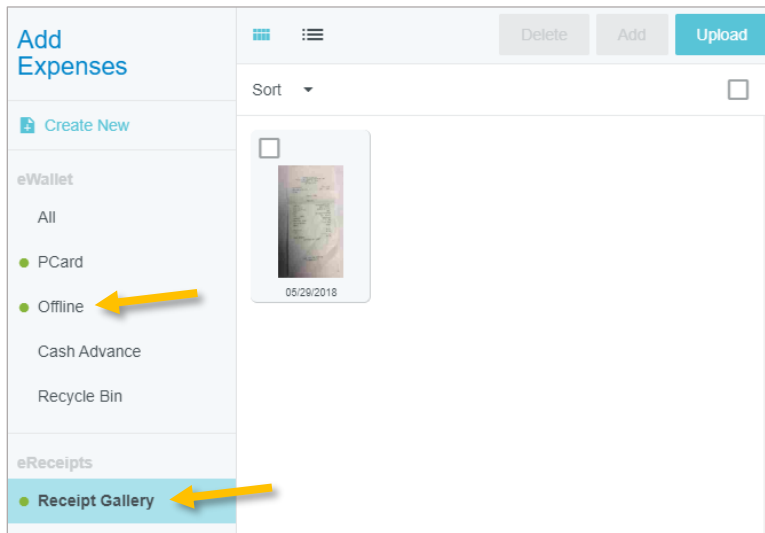 Add
Expenses
Create New
eWallet
All
PCard
Offline
Cash Advance
Recycle Bin
eReceipts
Receipt Gallery
Delete Add Upload
Sort
05/29/2018